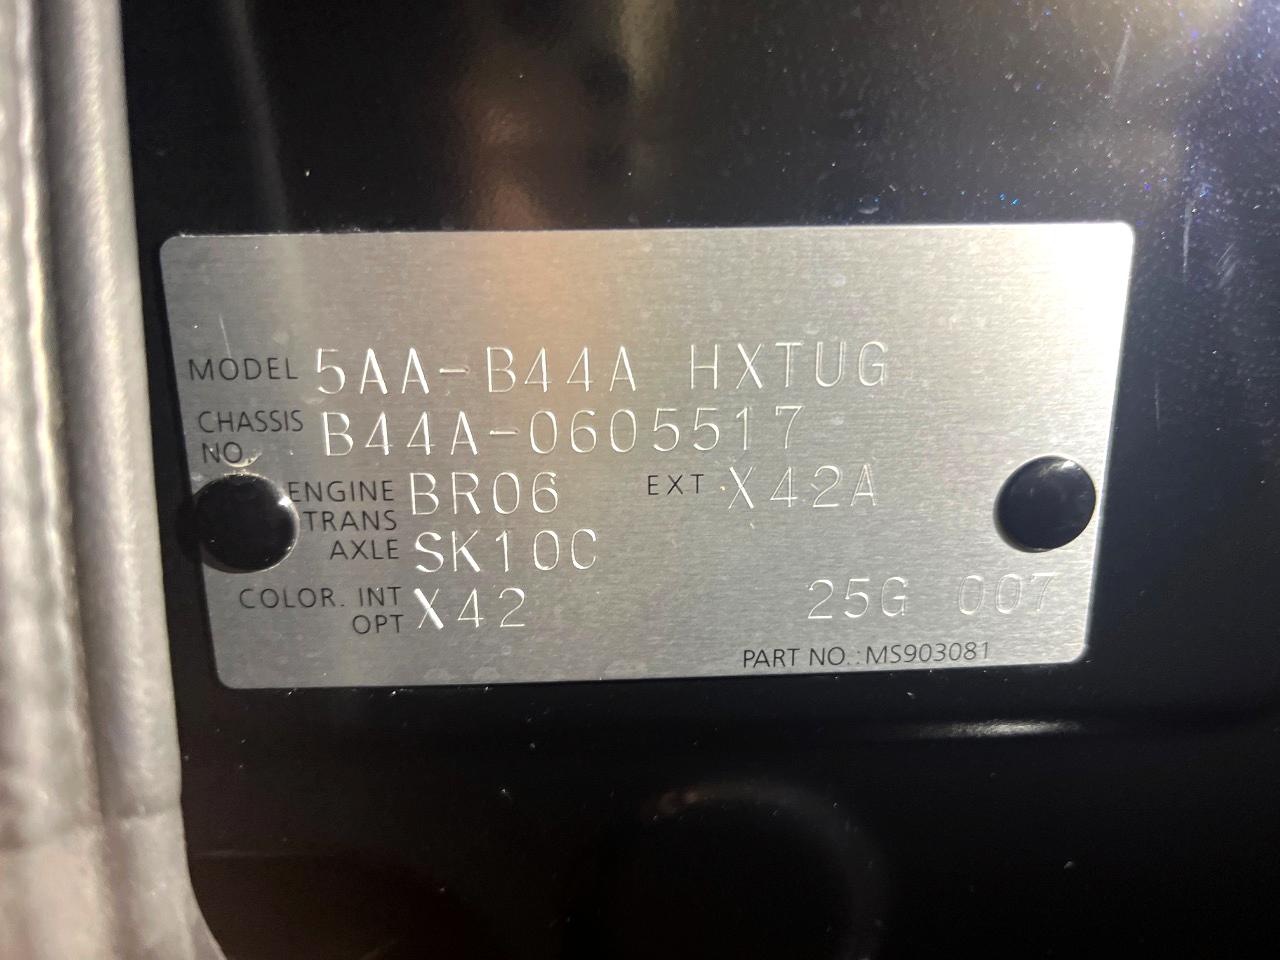 MODEL 5AA-B44A HXTUG
CHASSIS NO. B44A-0605517
ENGINE BR06 EXT X42A
TRANS AXLE SK10C
COLOR. INT OPT X42 25G 007
PART NO.: MS903081